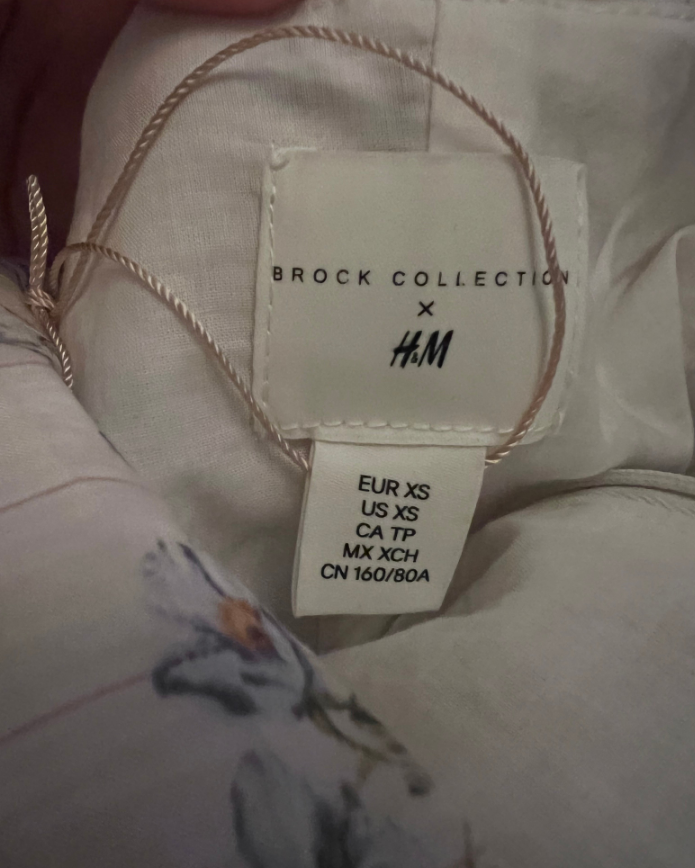 BROCK COLLECTION
×
H&M
EUR XS
US XS
CA TP
MX XCH
CN 160/80A